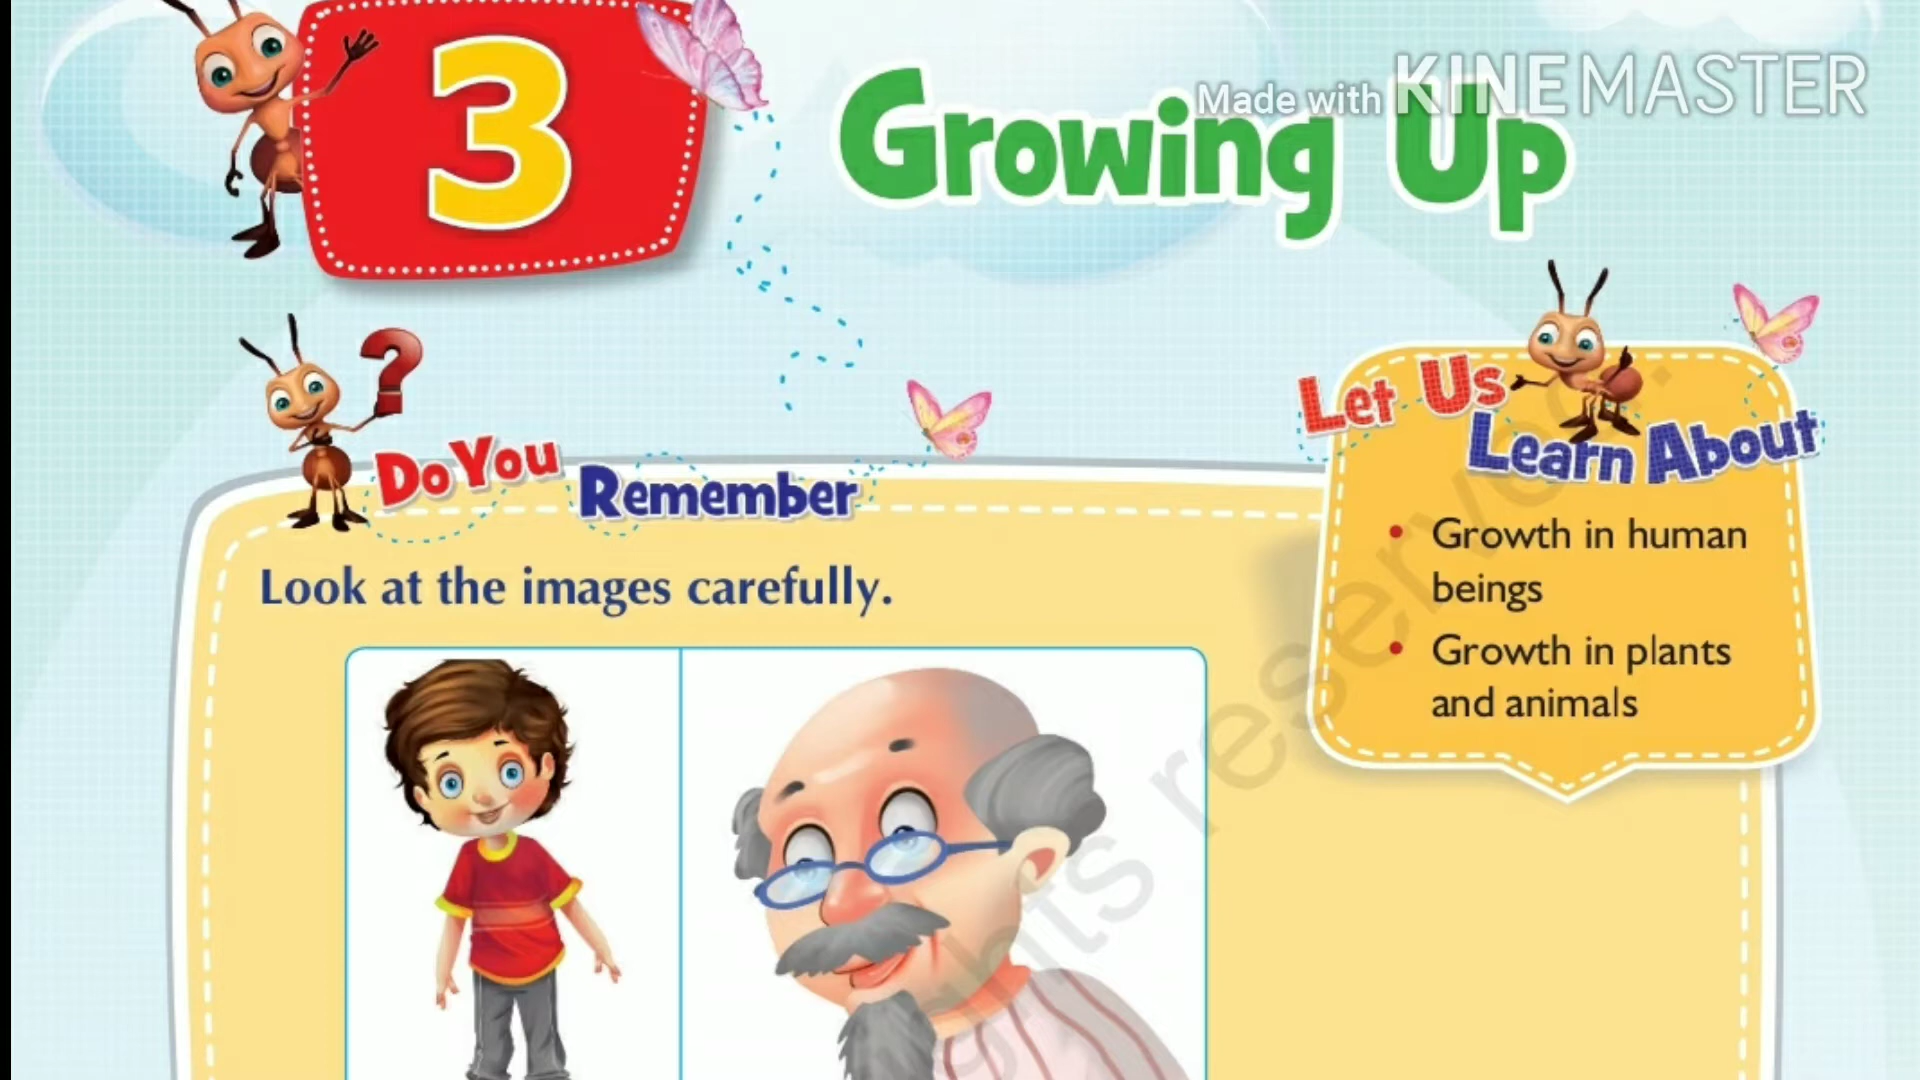 3
Growing Up
Made with KINEMASTER
Do You Remember
Look at the images carefully.
Let Us
Learn About
• Growth in human
beings
• Growth in plants
and animals
reserved.